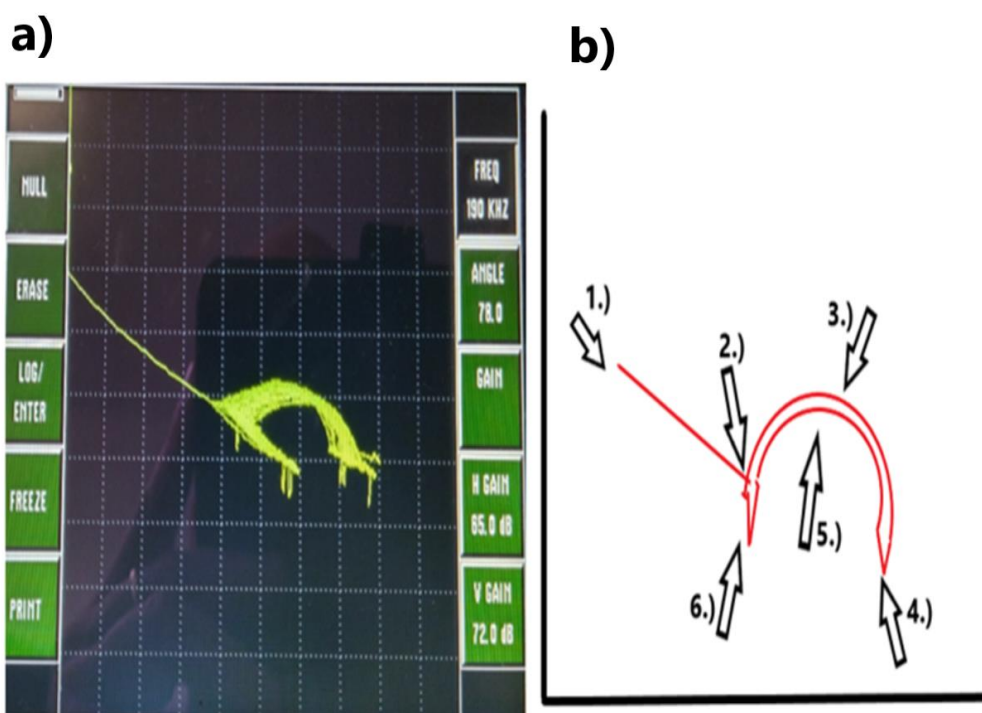 a)
NULL
ERASE
LOG/
ENTER
FREEZE
PRINT
FREQ
190 KHZ
ANGLE
78.0
GAIN
H GAIN
65.0 dB
V GAIN
72.0 dB
b)
1.)
2.)
3.)
4.)
5.)
6.)